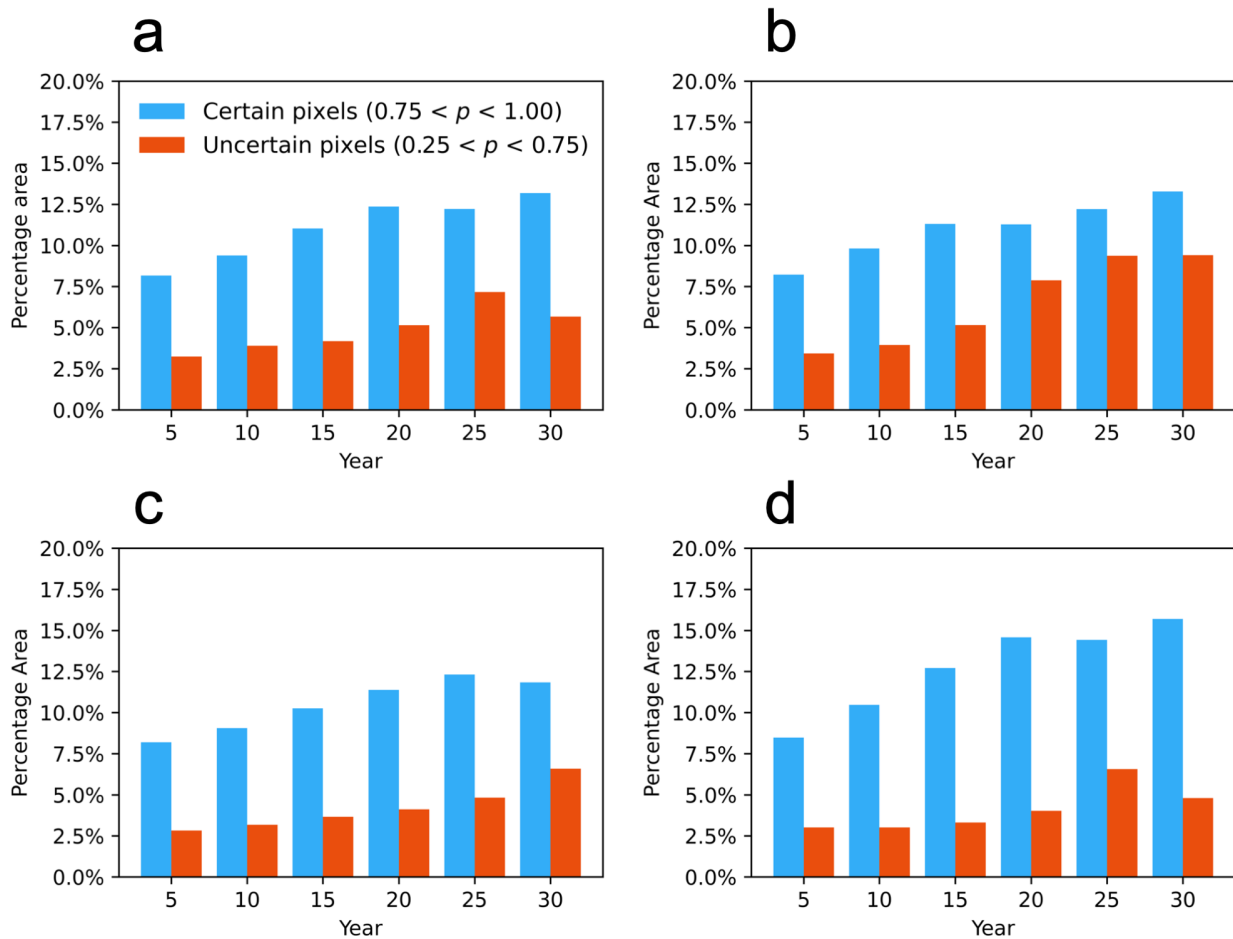 a
20.0%
17.5%
15.0%
12.5%
10.0%
7.5%
5.0%
2.5%
0.0%
Percentage area
Certain pixels (0.75 < p < 1.00)
Uncertain pixels (0.25 < p < 0.75)
5 10 15 20 25 30
Year
b
20.0%
17.5%
15.0%
12.5%
10.0%
7.5%
5.0%
2.5%
0.0%
Percentage Area
5 10 15 20 25 30
Year
c
20.0%
17.5%
15.0%
12.5%
10.0%
7.5%
5.0%
2.5%
0.0%
Percentage Area
5 10 15 20 25 30
Year
d
20.0%
17.5%
15.0%
12.5%
10.0%
7.5%
5.0%
2.5%
0.0%
Percentage Area
5 10 15 20 25 30
Year